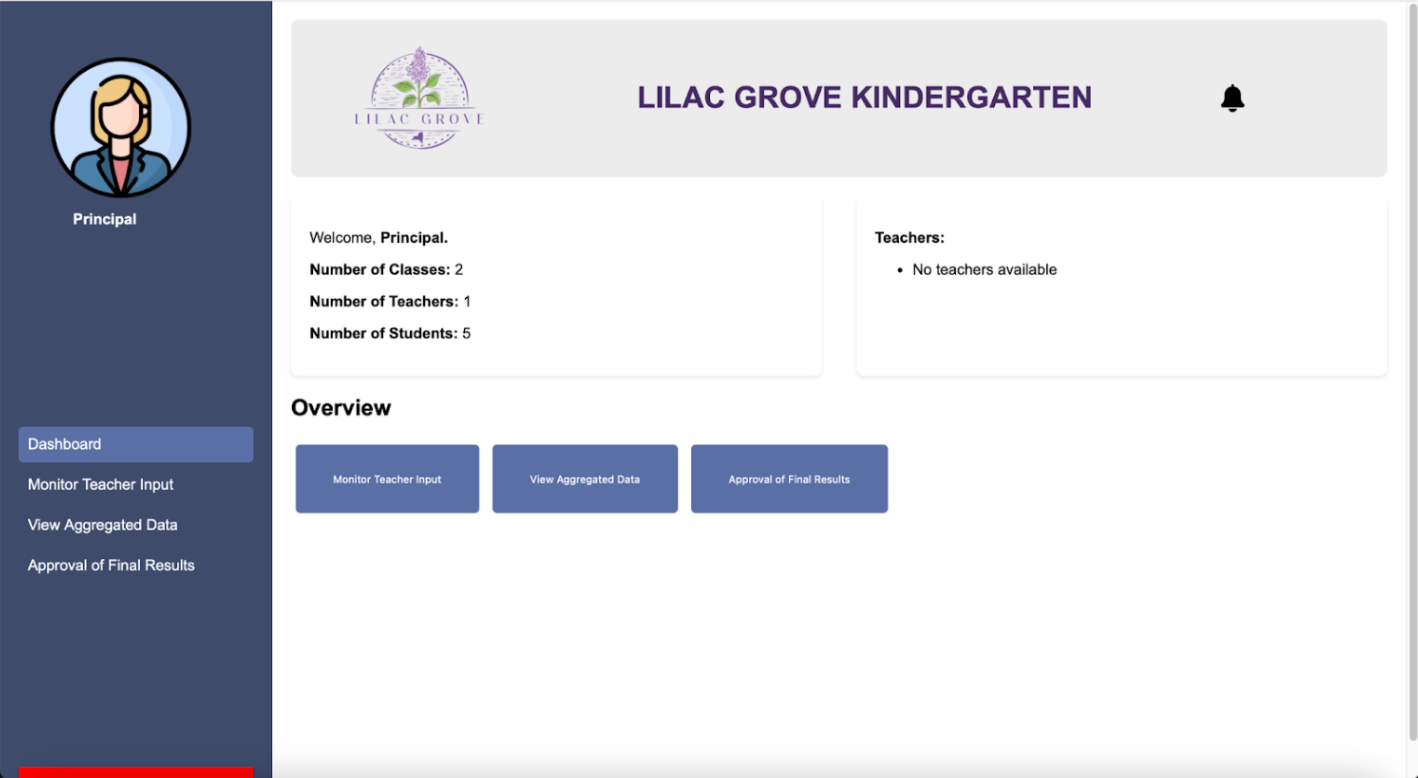 Principal
Dashboard
Monitor Teacher Input
View Aggregated Data
Approval of Final Results
LILAC GROVE
LILAC GROVE KINDERGARTEN
Welcome, Principal.
Number of Classes: 2
Number of Teachers: 1
Number of Students: 5
Teachers:
• No teachers available
Overview
Monitor Teacher Input
View Aggregated Data
Approval of Final Results